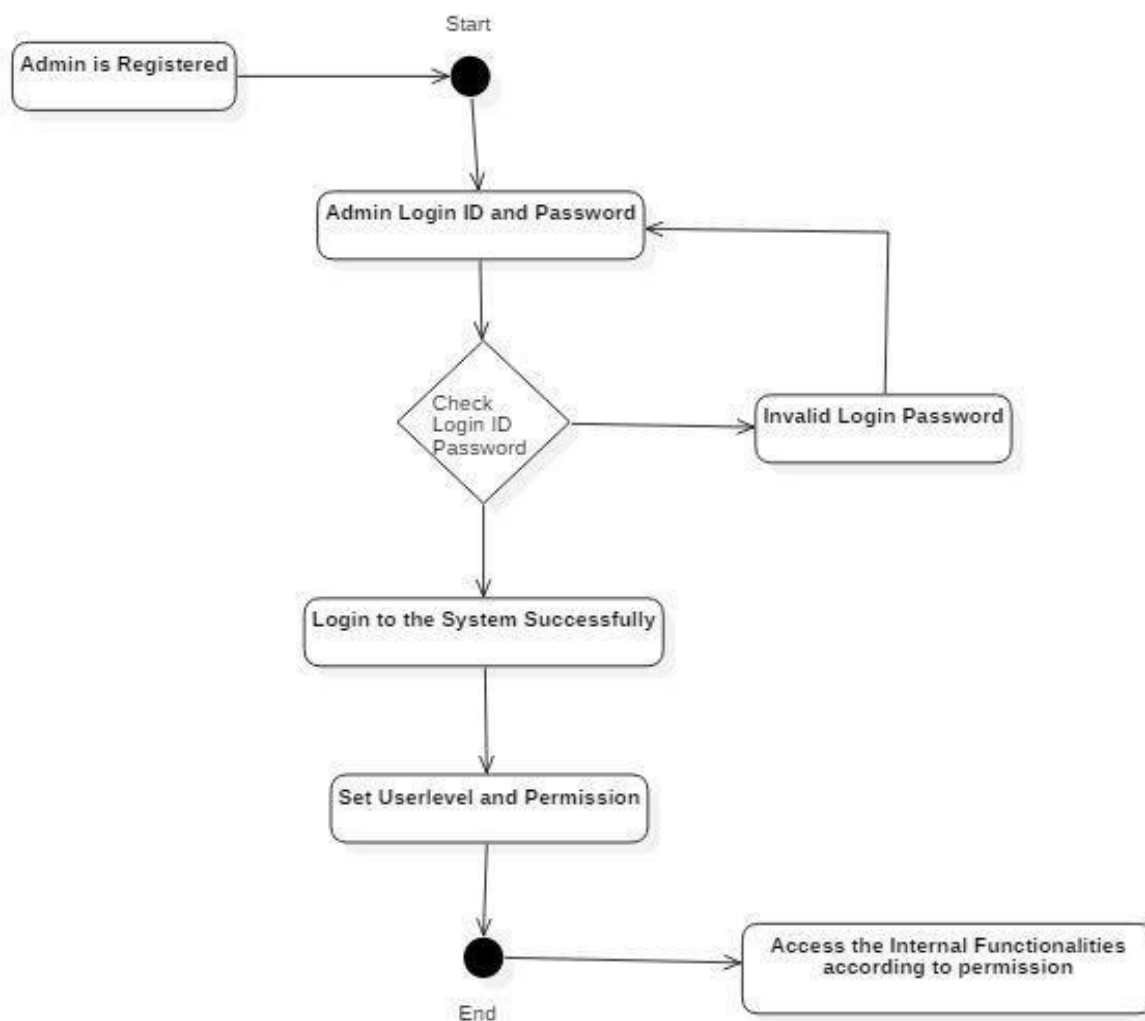 Start
Admin is Registered
Admin Login ID and Password
Check
Login ID
Password
Invalid Login Password
Login to the System Successfully
Set Userlevel and Permission
Access the Internal Functionalities
according to permission
End